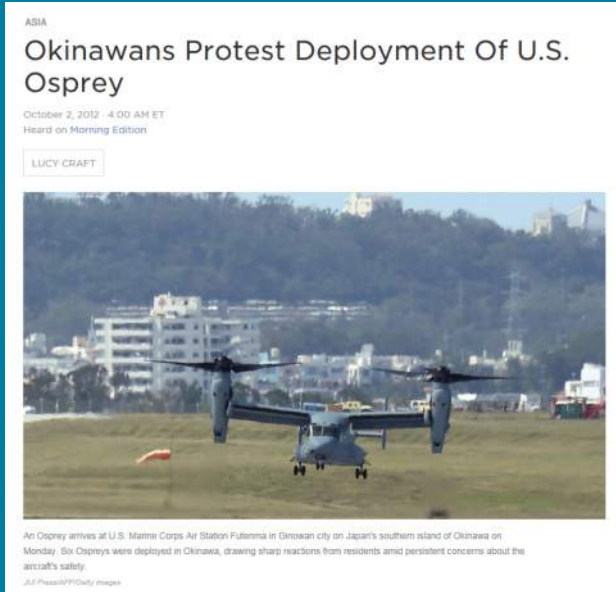 ASIA
Okinawans Protest Deployment Of U.S.
Osprey
October 2, 2012 · 4:00 AM ET
Heard on Morning Edition
LUCY CRAFT
An Osprey arrives at U.S. Marine Corps Air Station Futenma in Ginowan city on Japan's southern island of Okinawa on
Monday. Six Ospreys were deployed in Okinawa, drawing sharp reactions from residents amid persistent concerns about the
aircraft's safety.
Jiji Press/AFP/Getty Images